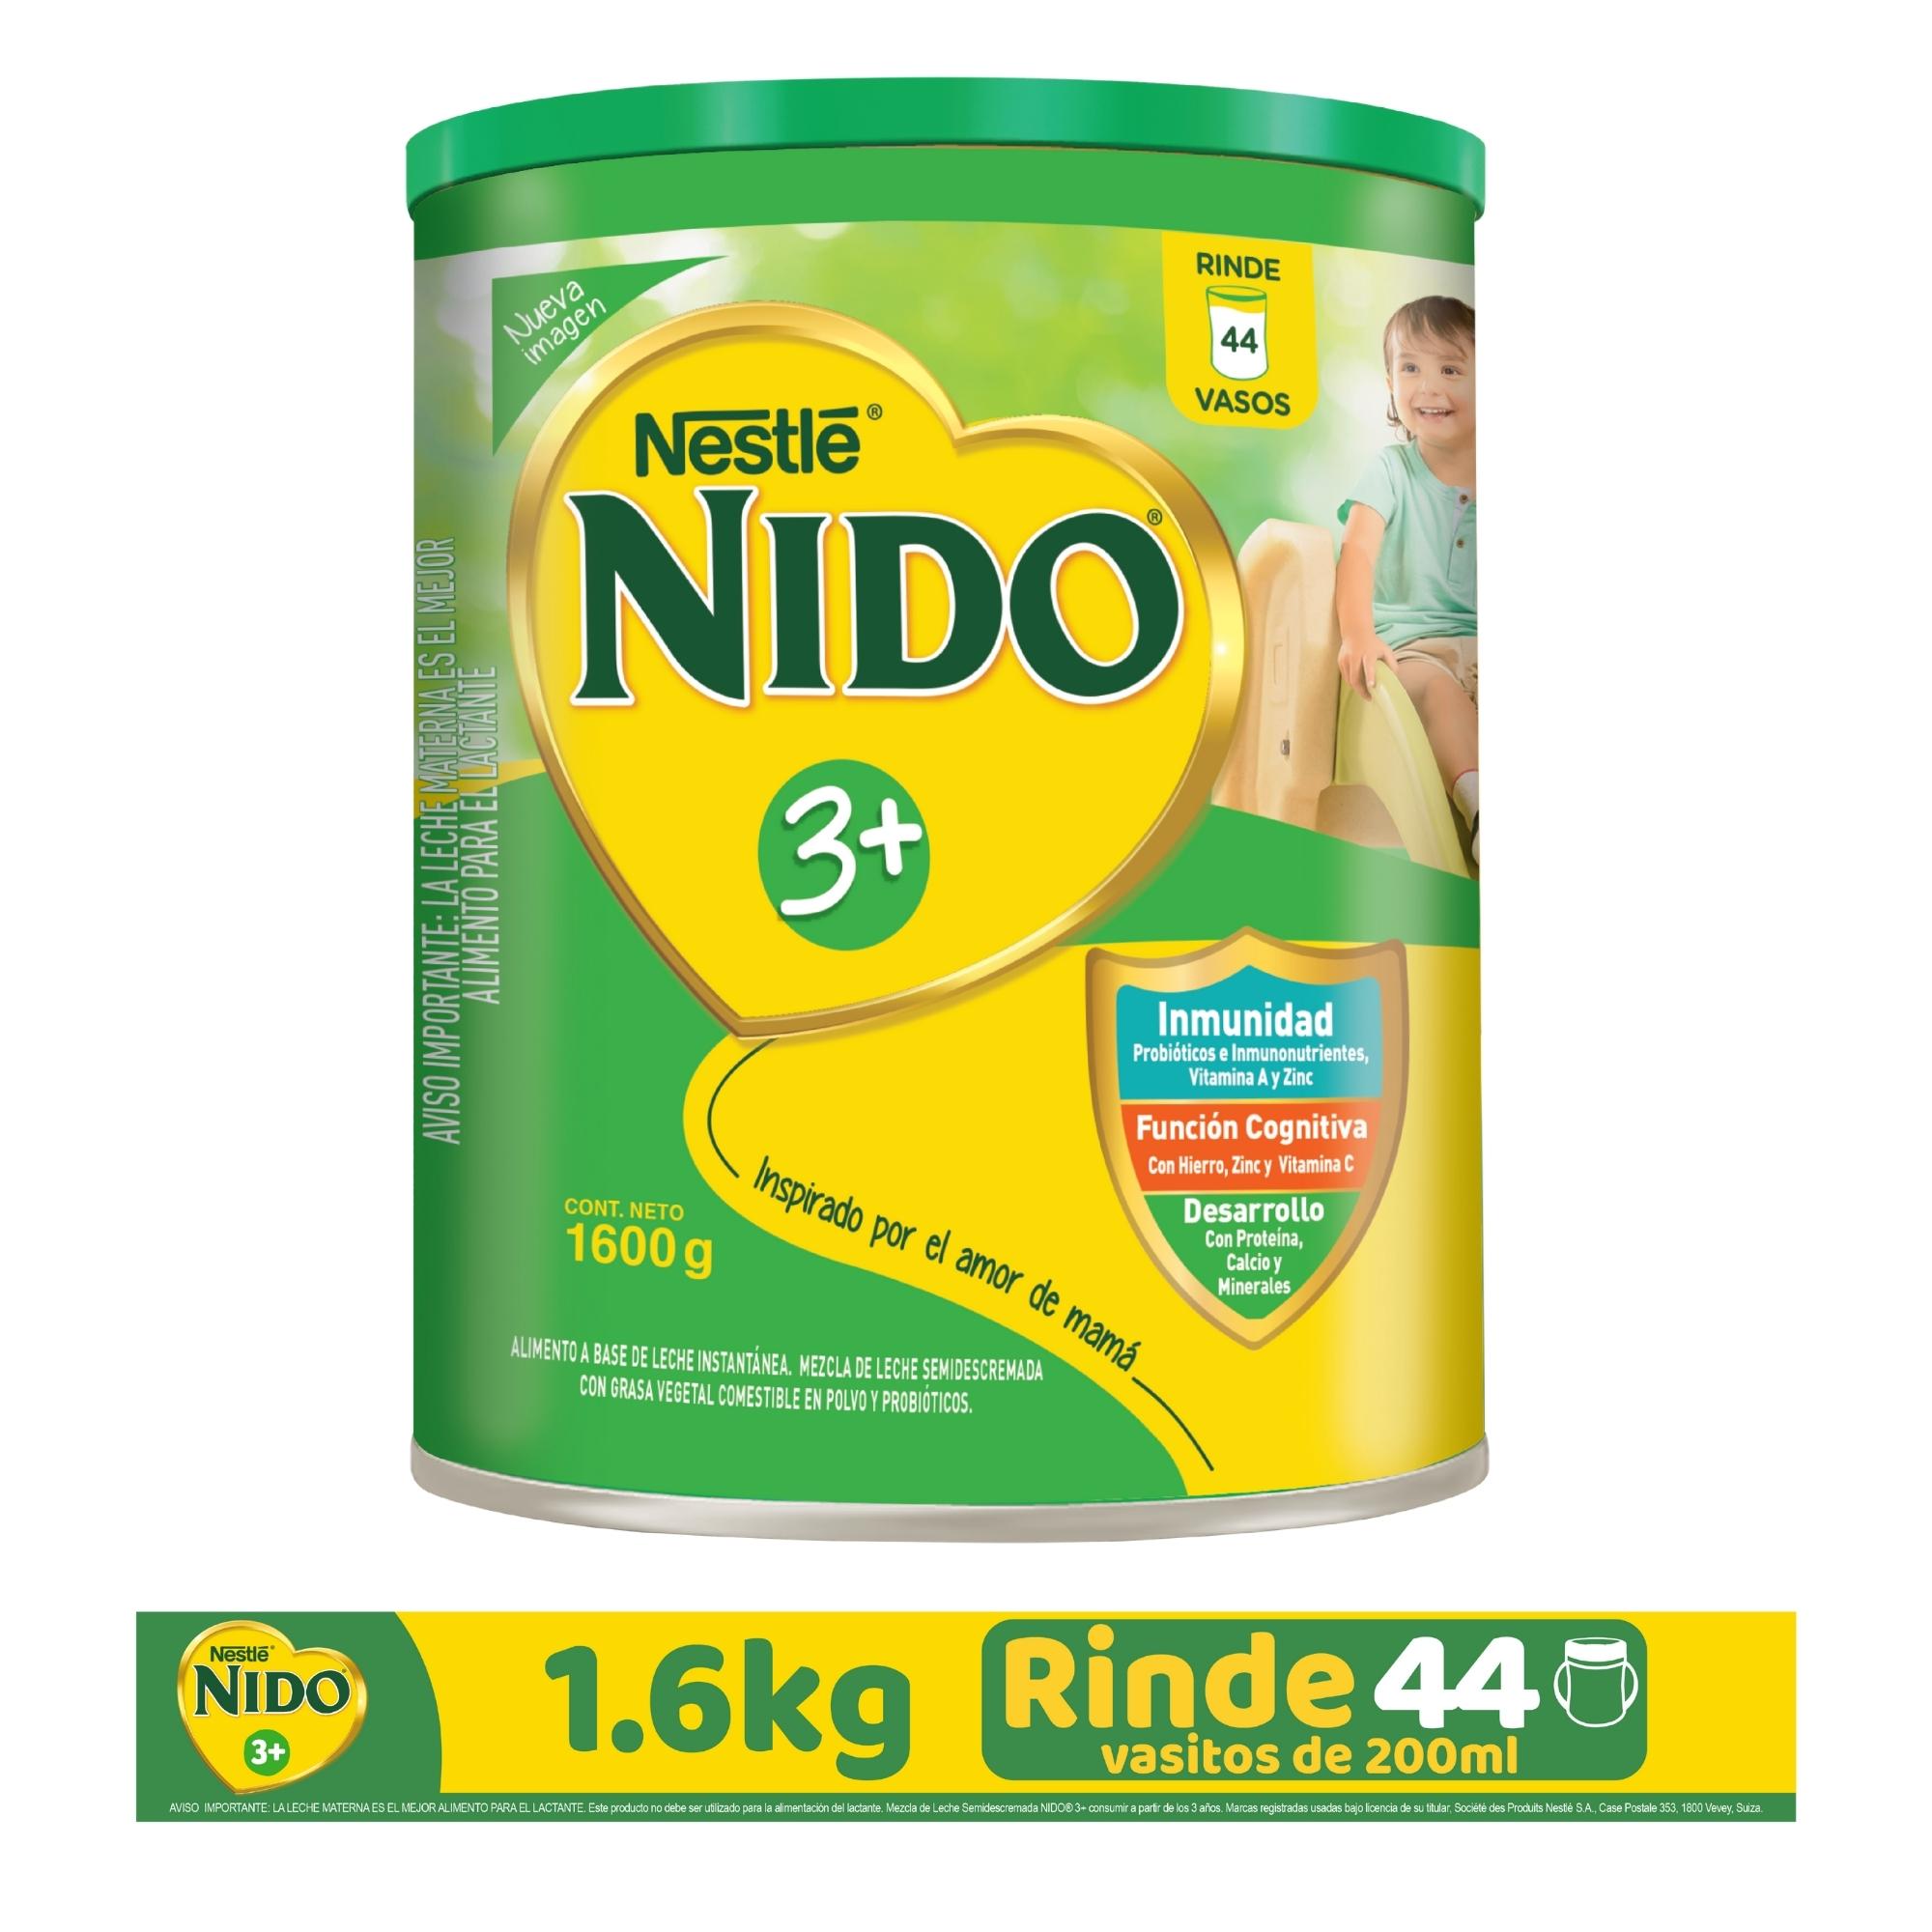 Nueva
imagen
RINDE
44
VASOS
Nestlé®
NIDO®
3+
AVISO IMPORTANTE: LA LECHE MATERNA ES EL MEJOR
ALIMENTO PARA EL LACTANTE
Inmunidad
Probióticos e Inmunonutrientes,
Vitamina A y Zinc
Función Cognitiva
Con Hierro, Zinc y Vitamina C
Desarrollo
Con Proteína,
Calcio y
Minerales
Inspirado por el amor de mamá
CONT. NETO
1600 g
ALIMENTO A BASE DE LECHE INSTANTÁNEA. MEZCLA DE LECHE SEMIDESCREMADA
CON GRASA VEGETAL COMESTIBLE EN POLVO Y PROBIÓTICOS.
Nestlé®
NIDO®
3+
1.6kg
Rinde 44
vasitos de 200ml
AVISO IMPORTANTE: LA LECHE MATERNA ES EL MEJOR ALIMENTO PARA EL LACTANTE. Este producto no debe ser utilizado para la alimentación del lactante. Mezcla de Leche Semidescremada NIDO® 3+ consumir a partir de los 3 años. Marcas registradas usadas bajo licencia de su titular, Société des Produits Nestlé S.A., Case Postale 353, 1800 Vevey, Suiza.